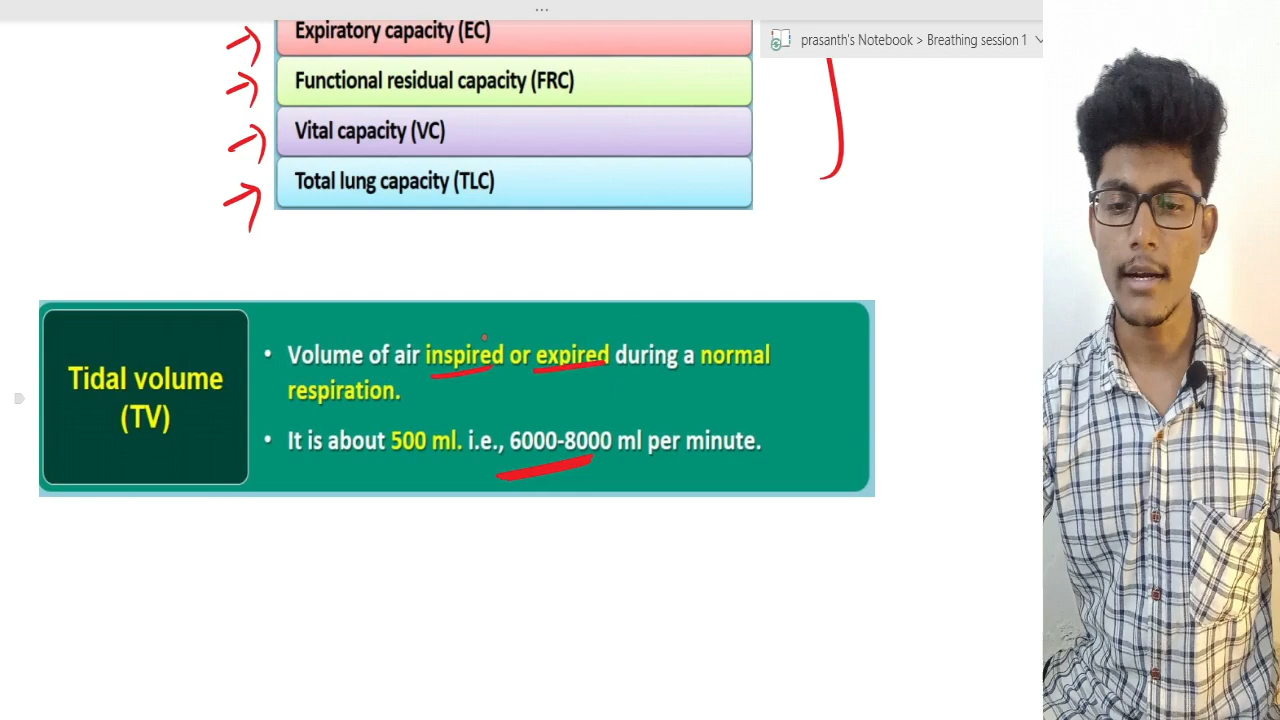 ...
Expiratory capacity (EC)
prasanth's Notebook > Breathing session 1
Functional residual capacity (FRC)
Vital capacity (VC)
Total lung capacity (TLC)
Tidal volume
(TV)
• Volume of air inspired or expired during a normal
respiration.
• It is about 500 ml. i.e., 6000-8000 ml per minute.